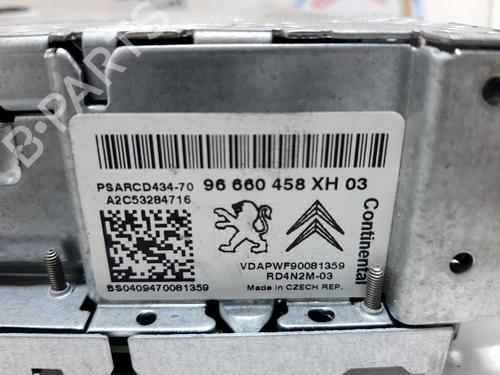 PSARCD434-70 96 660 458 XH 03
A2C53284716
Continental
VDAPWF90081359
RD4N2M-03
BS0409470081359
Made in CZECH REP.
B-PARTS